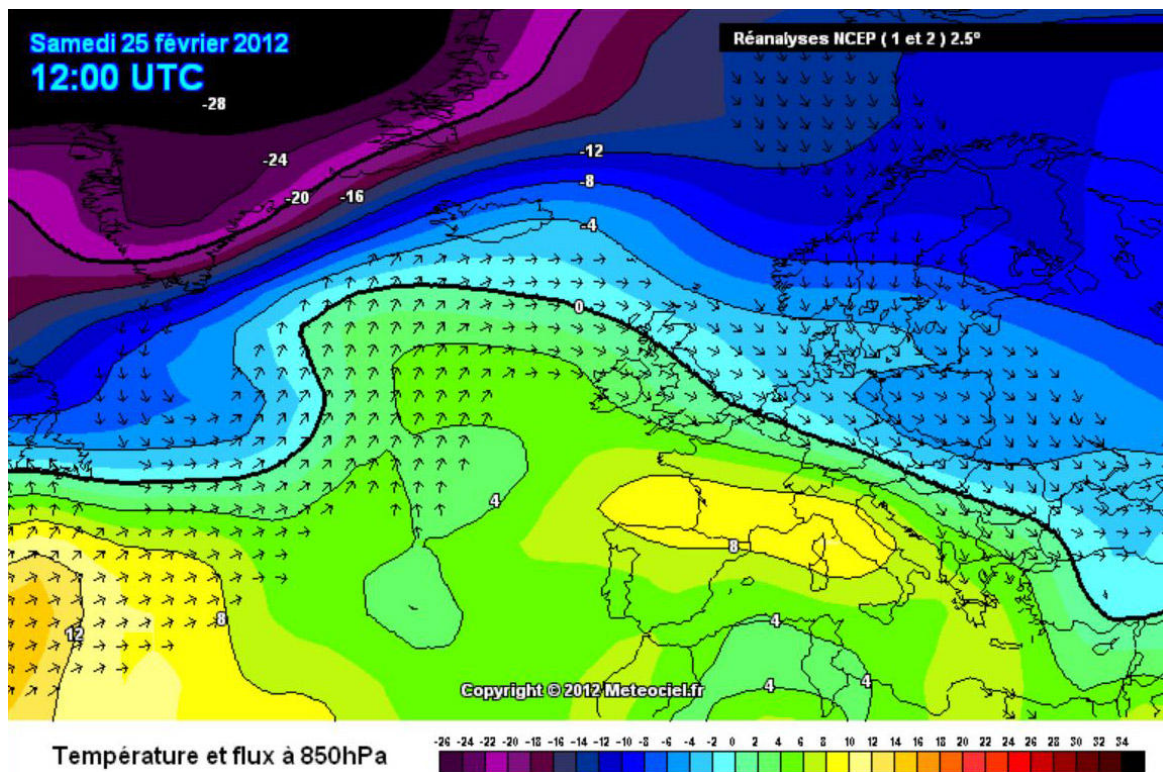 Samedi 25 février 2012
12:00 UTC
Réanalyses NCEP ( 1 et 2 ) 2.5°
-28
-24
-20
-16
-12
-8
-4
0
4
8
8
12
4
4
4
Copyright © 2012 Meteociel.fr
Température et flux à 850hPa
-26 -24 -22 -20 -18 -16 -14 -12 -10 -8 -6 -4 -2 0 2 4 6 8 10 12 14 16 18 20 22 24 26 28 30 32 34